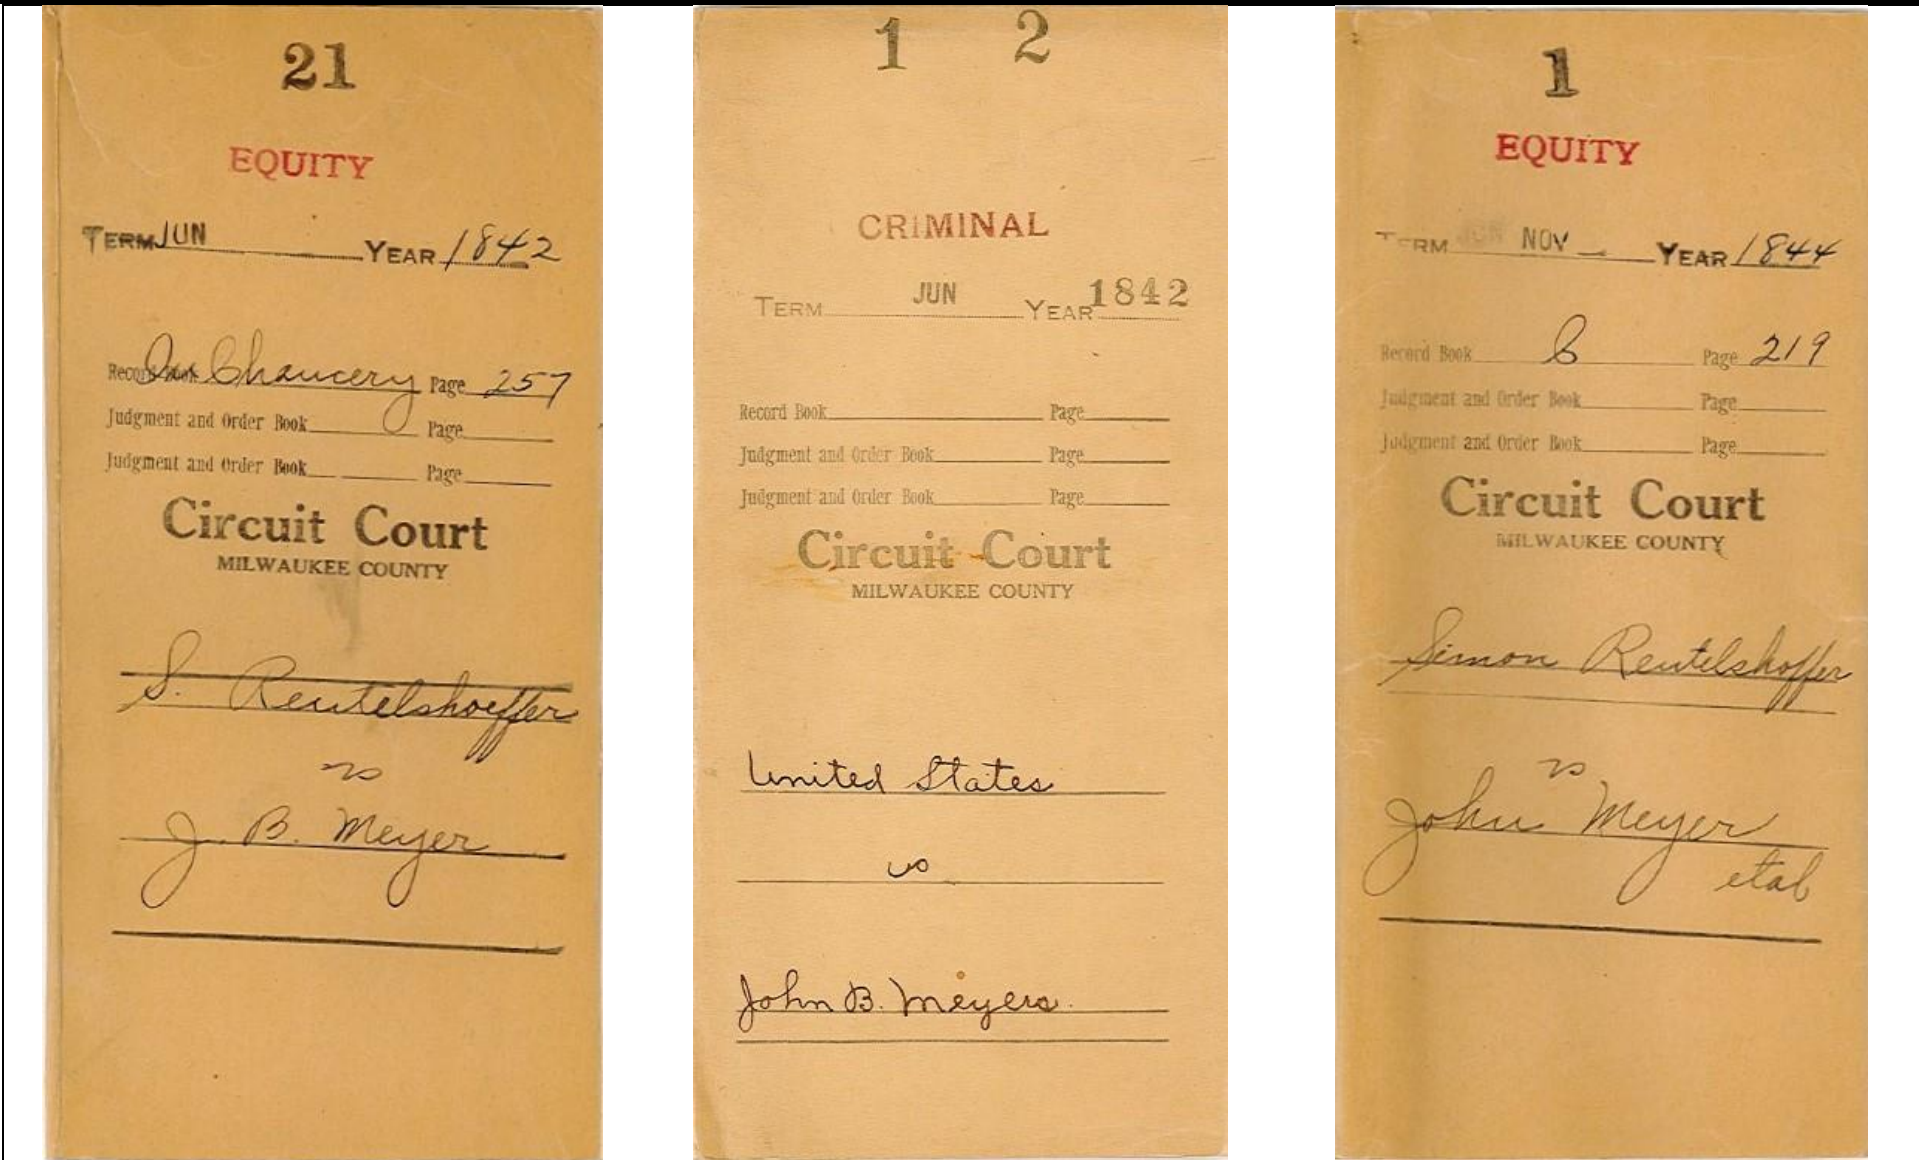 21
EQUITY
TERM JUN YEAR 1842
Record Book In Chancery Page 257
Judgment and Order Book Page
Judgment and Order Book Page
Circuit Court
MILWAUKEE COUNTY
S. Reutelshoeffer
vs
J. B. Meyer
1 2
CRIMINAL
TERM JUN YEAR 1842
Record Book Page
Judgment and Order Book Page
Judgment and Order Book Page
Circuit Court
MILWAUKEE COUNTY
United States
vs
John B. Meyers.
1
EQUITY
TERM JUN NOV YEAR 1844
Record Book Page 219
Judgment and Order Book Page
Judgment and Order Book Page
Circuit Court
MILWAUKEE COUNTY
Simon Reutelshoffer
vs
John Meyer
etal